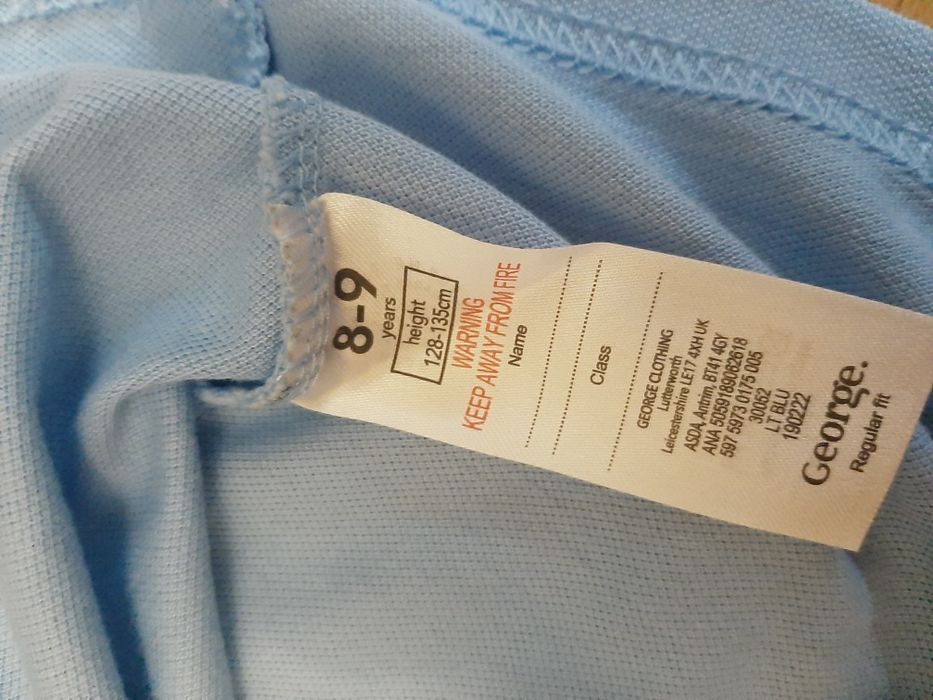 8-9
years
height
128-135cm
WARNING
KEEP AWAY FROM FIRE
Name
Class
GEORGE CLOTHING
Lutterworth
Leicestershire LE17 4XH UK
ASDA, Antrim, BT41 4GY
ANA 5059189062618
597 5973 0175 005
30062
LT BLU
190222
George.
Regular fit